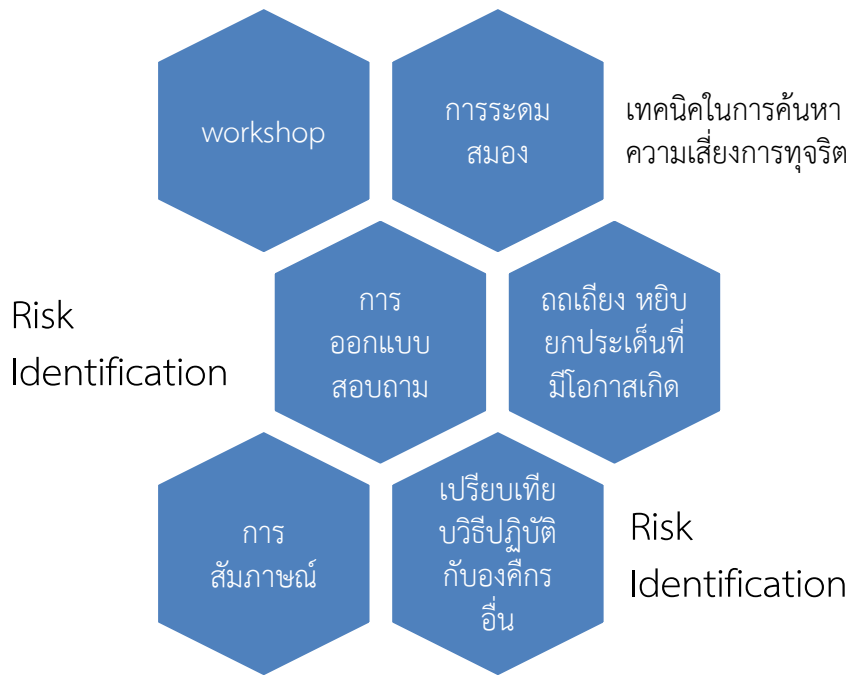 workshop
การระดม
สมอง
เทคนิคในการค้นหา
ความเสี่ยงการทุจริต
Risk
Identification
การ
ออกแบบ
สอบถาม
ถถเถียง หยิบ
ยกประเด็นที่
มีโอกาสเกิด
การ
สัมภาษณ์
เปรียบเทีย
บวิธีปฏิบัติ
กับองคืกร
อื่น
Risk
Identification